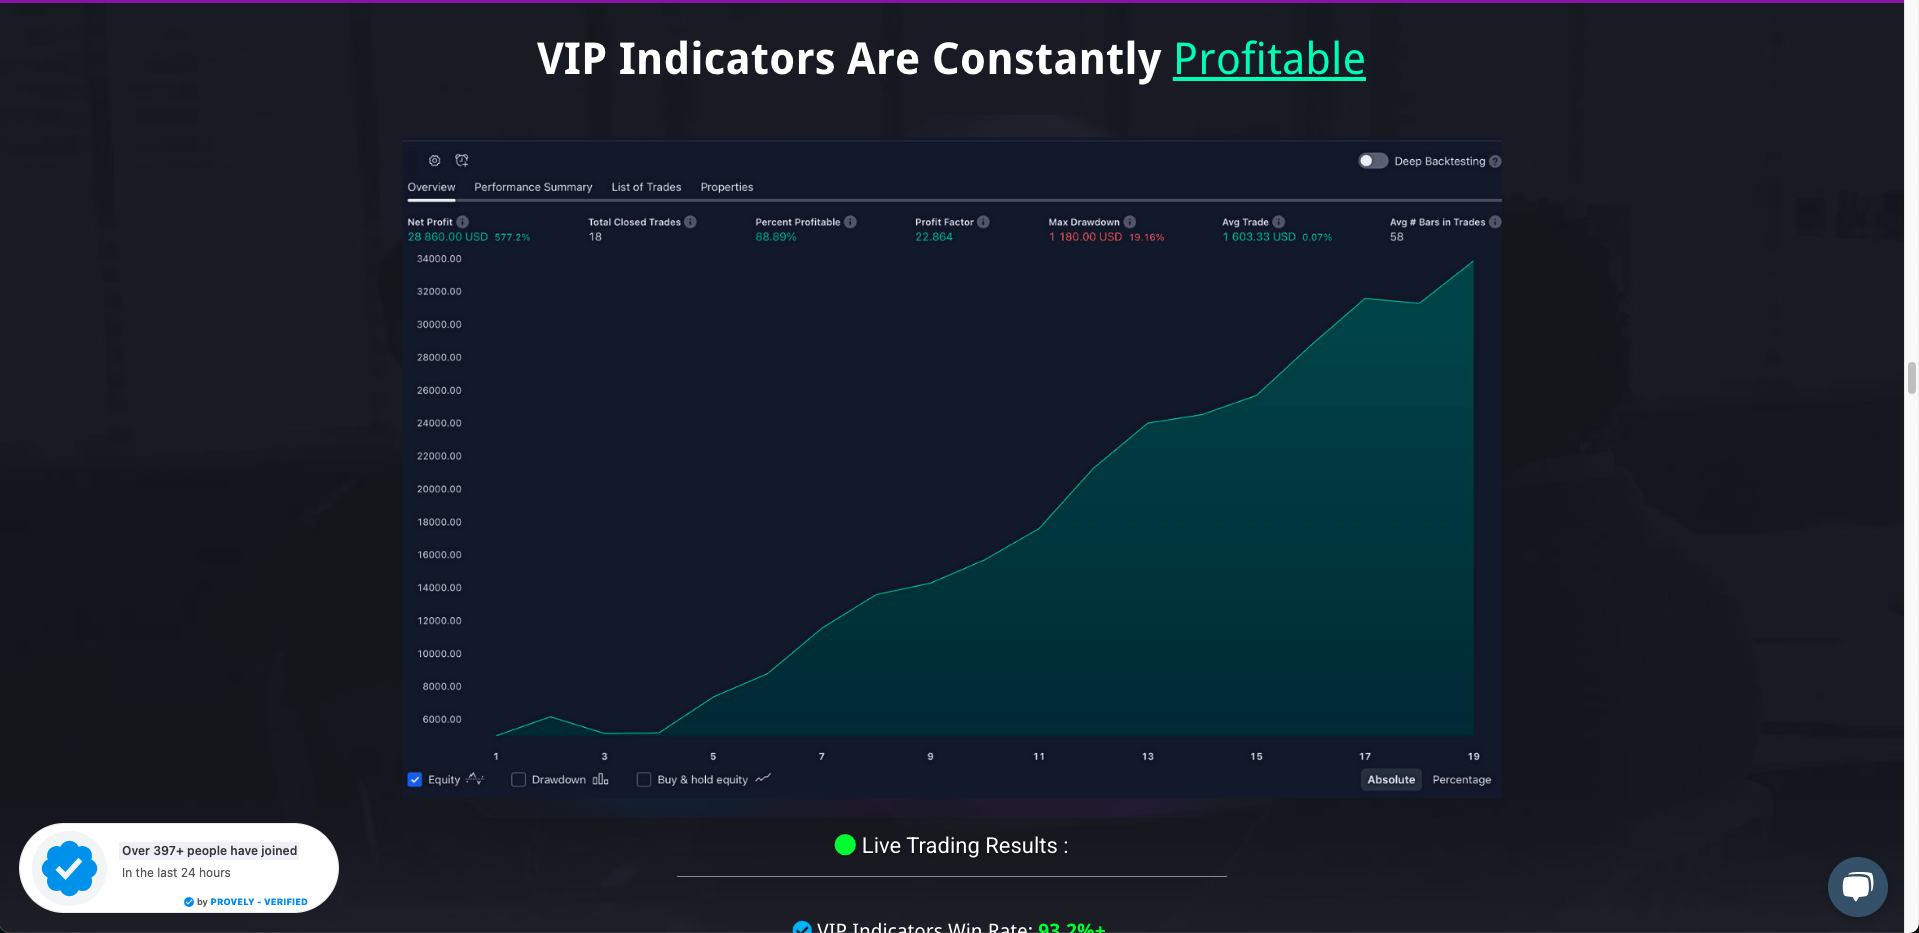 VIP Indicators Are Constantly Profitable
Deep Backtesting ?
Overview Performance Summary List of Trades Properties
Net Profit Total Closed Trades Percent Profitable Profit Factor Max Drawdown Avg Trade Avg # Bars in Trades
28 860.00 USD 577.2% 18 88.89% 22.864 1 180.00 USD 19.16% 1 603.33 USD 0.07% 58
34000.00
32000.00
30000.00
28000.00
26000.00
24000.00
22000.00
20000.00
18000.00
16000.00
14000.00
12000.00
10000.00
8000.00
6000.00
1 3 5 7 9 11 13 15 17 19
Equity Drawdown Buy & hold equity Absolute Percentage
Live Trading Results :
Over 397+ people have joined
In the last 24 hours
by PROVELY - VERIFIED
VIP Indicators Win Rate: 93.2%+